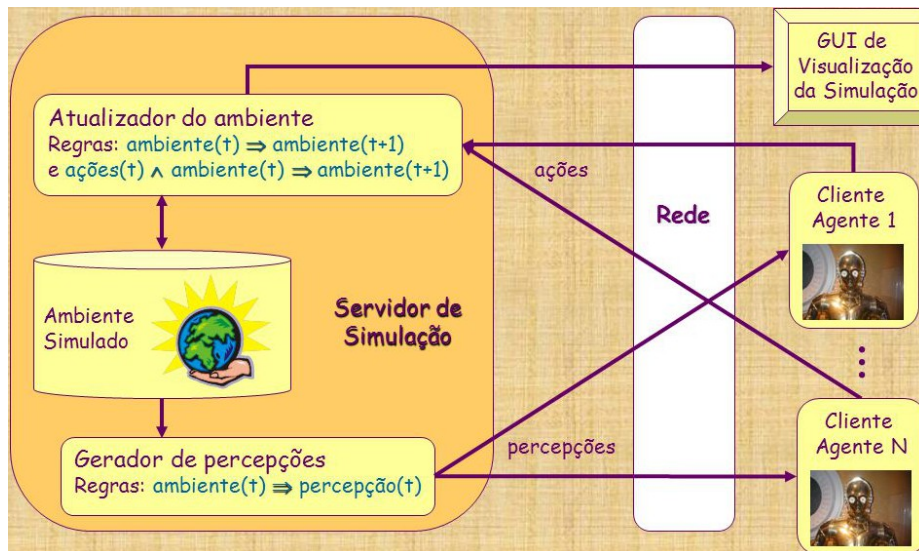 Atualizador do ambiente
Regras: ambiente(t) ⇒ ambiente(t+1)
e ações(t) ∧ ambiente(t) ⇒ ambiente(t+1)
Ambiente
Simulado
Servidor de
Simulação
Gerador de percepções
Regras: ambiente(t) ⇒ percepção(t)
ações
percepções
Rede
GUI de
Visualização
da Simulação
Cliente
Agente 1
Cliente
Agente N